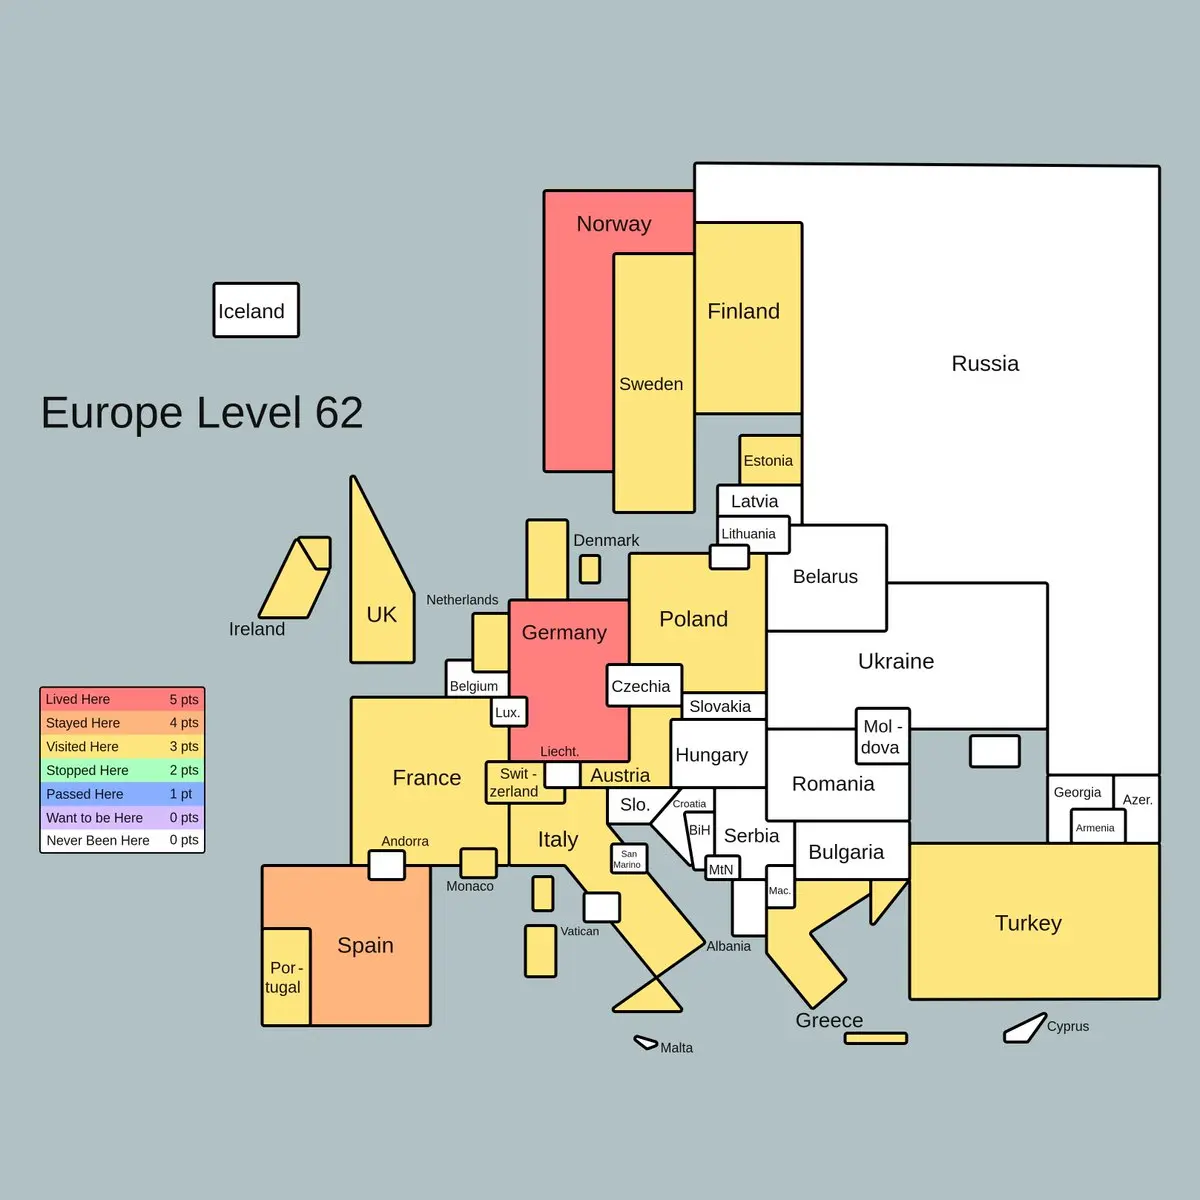 Norway
Finland
Iceland
Russia
Sweden
Europe Level 62
Estonia
Latvia
Lithuania
Denmark
Belarus
Netherlands
UK
Ireland
Germany
Poland
Ukraine
Belgium
Czechia
Lux.
Slovakia
Lived Here 5 pts
Stayed Here 4 pts
Visited Here 3 pts
Stopped Here 2 pts
Passed Here 1 pt
Want to be Here 0 pts
Never Been Here 0 pts
Mol -
dova
Liecht.
Hungary
France
Swit -
zerland
Austria
Romania
Georgia
Azer.
Armenia
Slo.
Croatia
BiH
Serbia
Italy
Andorra
San
Marino
Bulgaria
MtN
Monaco
Mac.
Vatican
Albania
Turkey
Spain
Por-
tugal
Greece
Cyprus
Malta